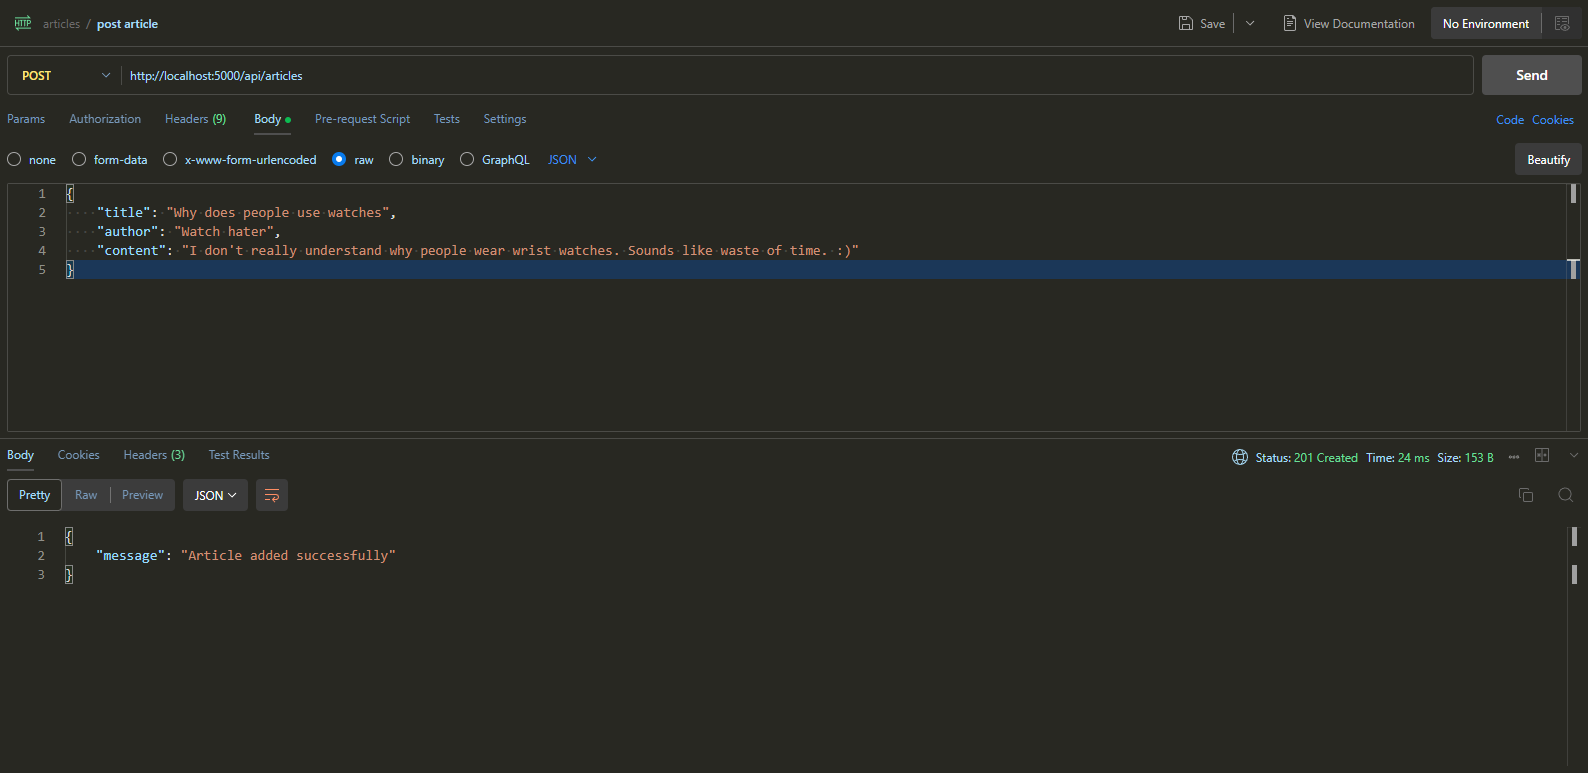 HTTP articles / post article Save View Documentation No Environment
POST http://localhost:5000/api/articles Send
Params Authorization Headers (9) Body Pre-request Script Tests Settings Code Cookies
none form-data x-www-form-urlencoded raw binary GraphQL JSON Beautify
1 {
2 "title": "Why does people use watches",
3 "author": "Watch hater",
4 "content": "I don't really understand why people wear wrist watches. Sounds like waste of time. :)"
5 }
Body Cookies Headers (3) Test Results Status: 201 Created Time: 24 ms Size: 153 B
Pretty Raw Preview JSON
1 {
2 "message": "Article added successfully"
3 }